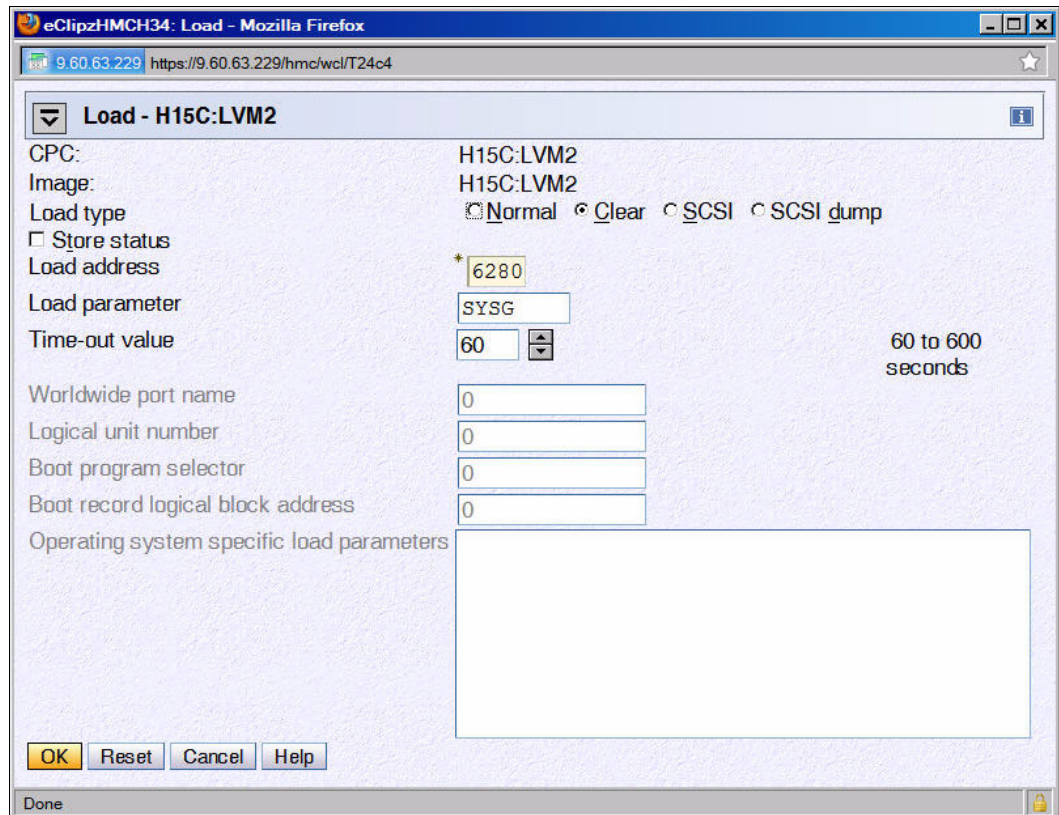 eClipzHMCH34: Load - Mozilla Firefox
9.60.63.229 https://9.60.63.229/hmc/wcl/T24c4
Load - H15C:LVM2
CPC: H15C:LVM2
Image: H15C:LVM2
Load type Normal Clear SCSI SCSI dump
Store status
Load address * 6280
Load parameter SYSG
Time-out value 60 60 to 600
seconds
Worldwide port name 0
Logical unit number 0
Boot program selector 0
Boot record logical block address 0
Operating system specific load parameters
OK Reset Cancel Help
Done